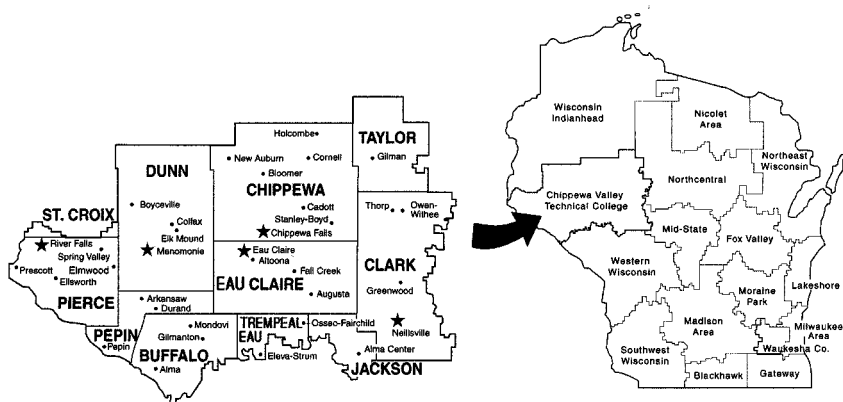 Holcombe
TAYLOR
Gilman
New Auburn
Cornell
Bloomer
CHIPPEWA
DUNN
Boyceville
Colfax
Elk Mound
Menomonie
Cadott
Stanley-Boyd
Chippewa Falls
Thorp
Owen-
Withee
ST. CROIX
River Falls
Spring Valley
Prescott
Elmwood
Ellsworth
PIERCE
Eau Claire
Altoona
Fall Creek
EAU CLAIRE
Augusta
CLARK
Greenwood
Neillsville
Arkansaw
Durand
PEPIN
Pepin
Mondovi
Gilmanton
BUFFALO
Alma
TREMPEAL
EAU
Osseo-Fairchild
Eleva-Strum
Alma Center
JACKSON
Wisconsin
Indianhead
Nicolet
Area
Northeast
Wisconsin
Northcentral
Chippewa Valley
Technical College
Mid-State
Fox Valley
Western
Wisconsin
Moraine
Park
Lakeshore
Madison
Area
Milwaukee
Area
Waukesha Co.
Southwest
Wisconsin
Blackhawk
Gateway